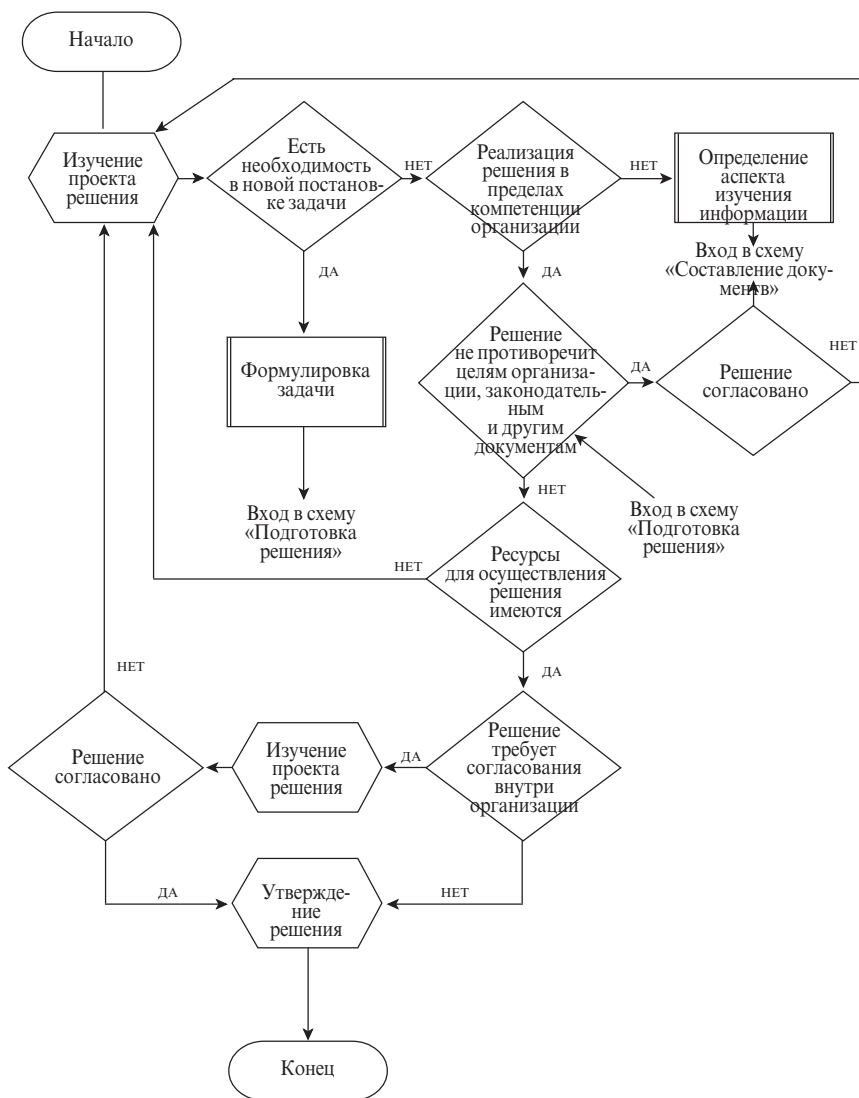 Начало
Изучение
проекта
решения
Есть
необходимость
в новой постанов-
ке задачи
НЕТ
Реализация
решения в
пределах
компетенции
организации
НЕТ
Определение
аспекта
изучения
информации
Вход в схему
«Составление доку-
ментв»
ДА
ДА
Формулировка
задачи
Решение
не противоречит
целям организа-
ции, законодатель-
ным
и другим
документам
ДА
Решение
согласовано
НЕТ
Вход в схему
«Подготовка
решения»
НЕТ
Вход в схему
«Подготовка
решения»
НЕТ
Ресурсы
для осуществления
решения
имеются
НЕТ
ДА
Решение
согласовано
Изучение
проекта
решения
ДА
Решение
требует
согласования
внутри
организации
ДА
Утвержде-
ние
решения
НЕТ
Конец